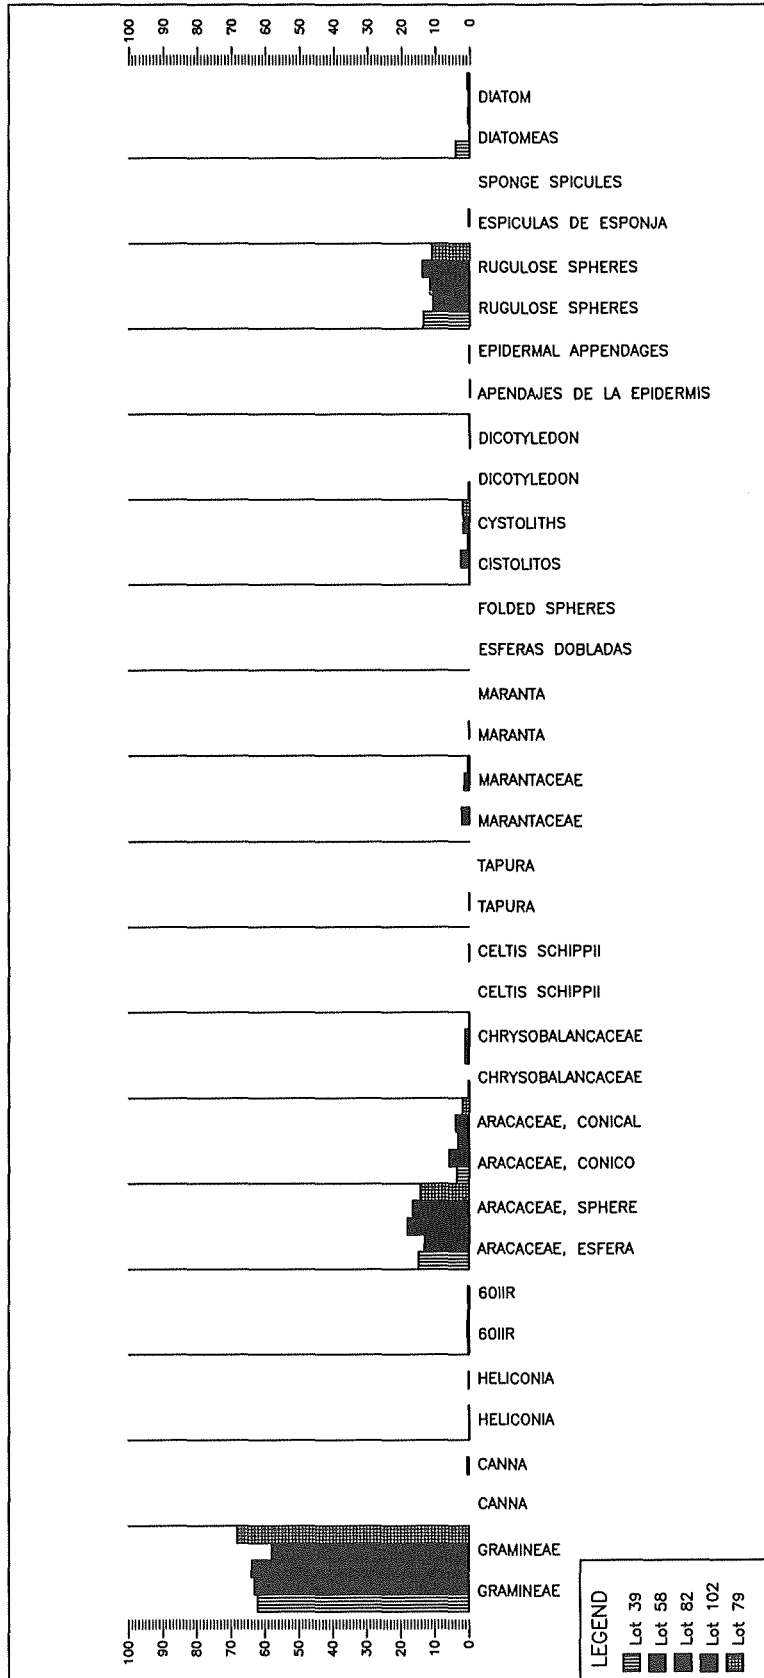 100 90 80 70 60 50 40 30 20 10 0
DIATOM
DIATOMEAS
SPONGE SPICULES
ESPICULAS DE ESPONJA
RUGULOSE SPHERES
RUGULOSE SPHERES
EPIDERMAL APPENDAGES
APENDAJES DE LA EPIDERMIS
DICOTYLEDON
DICOTYLEDON
CYSTOLITHS
CISTOLITOS
FOLDED SPHERES
ESFERAS DOBLADAS
MARANTA
MARANTA
MARANTACEAE
MARANTACEAE
TAPURA
TAPURA
CELTIS SCHIPPII
CELTIS SCHIPPII
CHRYSOBALANCACEAE
CHRYSOBALANCACEAE
ARACACEAE, CONICAL
ARACACEAE, CONICO
ARACACEAE, SPHERE
ARACACEAE, ESFERA
60IIR
60IIR
HELICONIA
HELICONIA
CANNA
CANNA
GRAMINEAE
GRAMINEAE
100 90 80 70 60 50 40 30 20 10 0
LEGEND
Lot 39
Lot 58
Lot 82
Lot 102
Lot 79